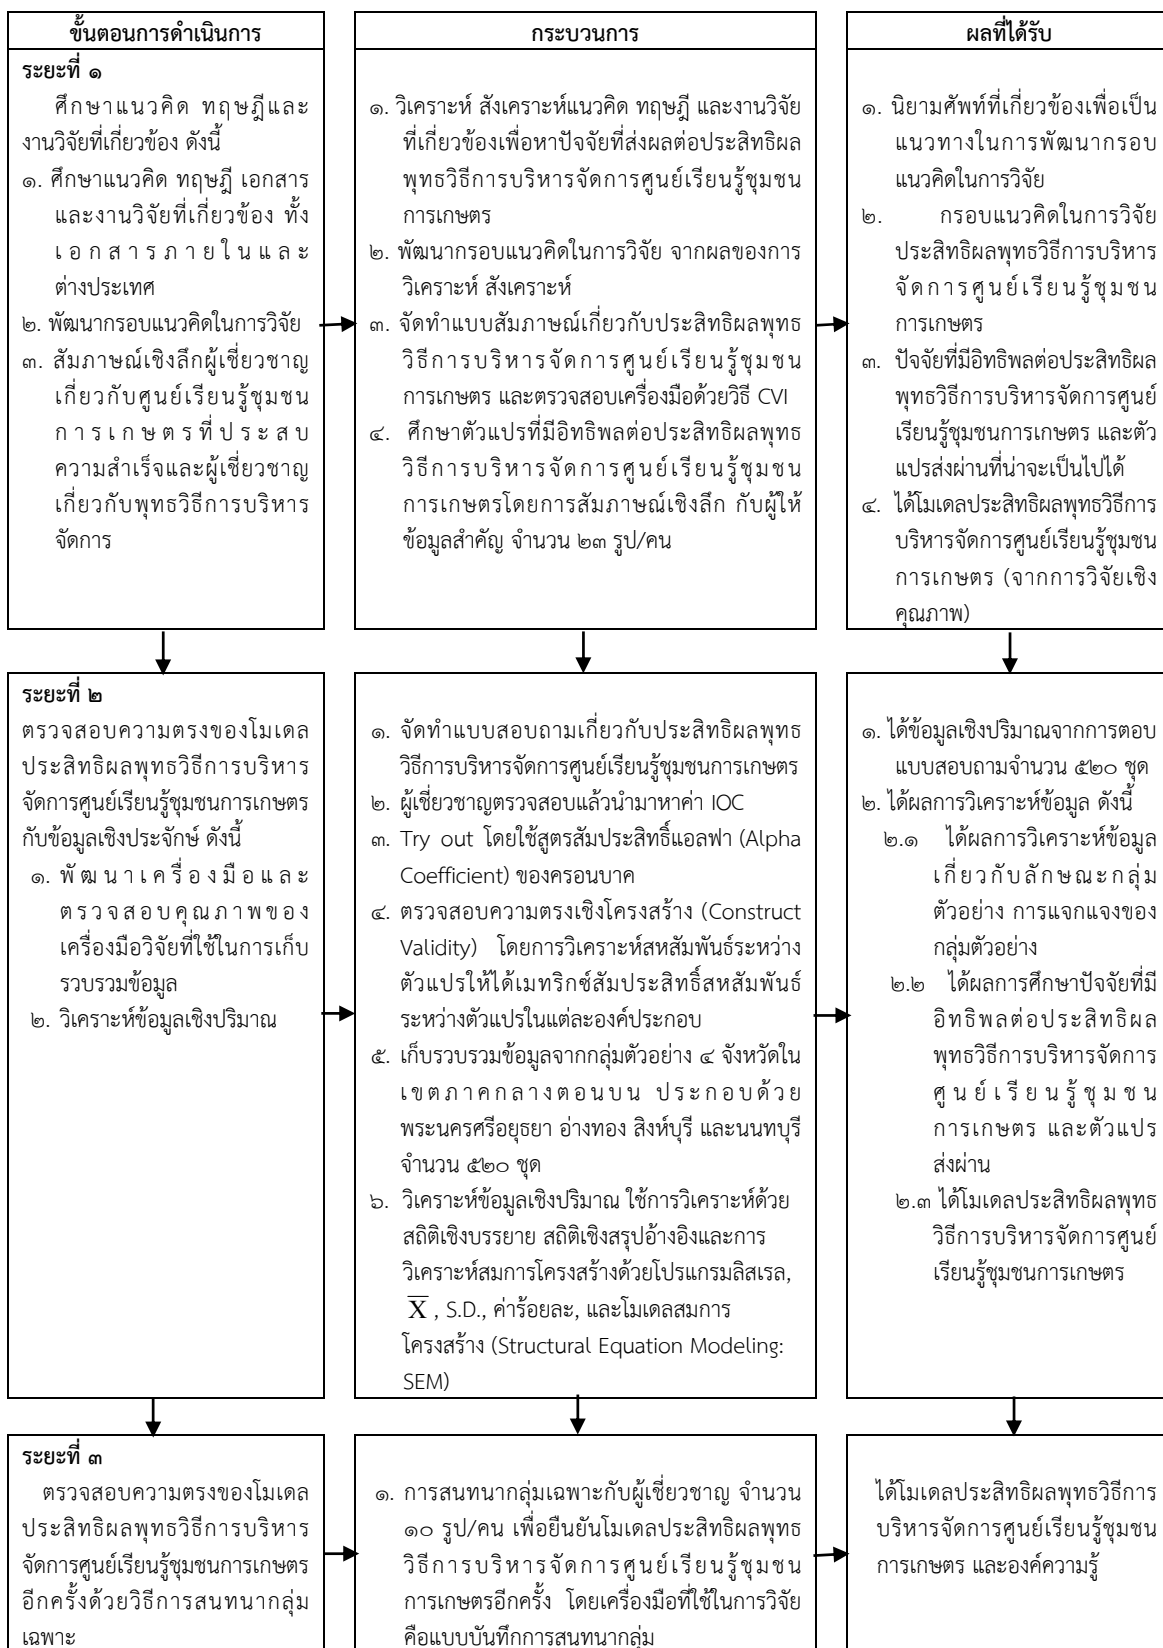 ขั้นตอนการดำเนินการ
กระบวนการ
ผลที่ได้รับ
ระยะที่ ๑
ศึกษาแนวคิด ทฤษฎีและ
งานวิจัยที่เกี่ยวข้อง ดังนี้
๑. ศึกษาแนวคิด ทฤษฎี เอกสาร
และงานวิจัยที่เกี่ยวข้อง ทั้ง
เอกสารภายในและ
ต่างประเทศ
๒. พัฒนากรอบแนวคิดในการวิจัย
๓. สัมภาษณ์เชิงลึกผู้เชี่ยวชาญ
เกี่ยวกับศูนย์เรียนรู้ชุมชน
การเกษตรที่ประสบ
ความสำเร็จและผู้เชี่ยวชาญ
เกี่ยวกับพุทธวิธีการบริหาร
จัดการ
๑. วิเคราะห์ สังเคราะห์แนวคิด ทฤษฎี และงานวิจัย
ที่เกี่ยวข้องเพื่อหาปัจจัยที่ส่งผลต่อประสิทธิผล
พุทธวิธีการบริหารจัดการศูนย์เรียนรู้ชุมชน
การเกษตร
๒. พัฒนากรอบแนวคิดในการวิจัย จากผลของการ
วิเคราะห์ สังเคราะห์
๓. จัดทำแบบสัมภาษณ์เกี่ยวกับประสิทธิผลพุทธ
วิธีการบริหารจัดการศูนย์เรียนรู้ชุมชน
การเกษตร และตรวจสอบเครื่องมือด้วยวิธี CVI
๔. ศึกษาตัวแปรที่มีอิทธิพลต่อประสิทธิผลพุทธ
วิธีการบริหารจัดการศูนย์เรียนรู้ชุมชน
การเกษตรโดยการสัมภาษณ์เชิงลึก กับผู้ให้
ข้อมูลสำคัญ จำนวน ๒๓ รูป/คน
๑. นิยามศัพท์ที่เกี่ยวข้องเพื่อเป็น
แนวทางในการพัฒนากรอบ
แนวคิดในการวิจัย
๒. กรอบแนวคิดในการวิจัย
ประสิทธิผลพุทธวิธีการบริหาร
จัดการศูนย์เรียนรู้ชุมชน
การเกษตร
๓. ปัจจัยที่มีอิทธิพลต่อประสิทธิผล
พุทธวิธีการบริหารจัดการศูนย์
เรียนรู้ชุมชนการเกษตร และตัว
แปรส่งผ่านที่น่าจะเป็นไปได้
๔. ได้โมเดลประสิทธิผลพุทธวิธีการ
บริหารจัดการศูนย์เรียนรู้ชุมชน
การเกษตร (จากการวิจัยเชิง
คุณภาพ)
ระยะที่ ๒
ตรวจสอบความตรงของโมเดล
ประสิทธิผลพุทธวิธีการบริหาร
จัดการศูนย์เรียนรู้ชุมชนการเกษตร
กับข้อมูลเชิงประจักษ์ ดังนี้
๑. พัฒนาเครื่องมือและ
ตรวจสอบคุณภาพของ
เครื่องมือวิจัยที่ใช้ในการเก็บ
รวบรวมข้อมูล
๒. วิเคราะห์ข้อมูลเชิงปริมาณ
๑. จัดทำแบบสอบถามเกี่ยวกับประสิทธิผลพุทธ
วิธีการบริหารจัดการศูนย์เรียนรู้ชุมชนการเกษตร
๒. ผู้เชี่ยวชาญตรวจสอบแล้วนำมาหาค่า IOC
๓. Try out โดยใช้สูตรสัมประสิทธิ์แอลฟา (Alpha
Coefficient) ของครอนบาค
๔. ตรวจสอบความตรงเชิงโครงสร้าง (Construct
Validity) โดยการวิเคราะห์สหสัมพันธ์ระหว่าง
ตัวแปรให้ได้เมทริกซ์สัมประสิทธิ์สหสัมพันธ์
ระหว่างตัวแปรในแต่ละองค์ประกอบ
๕. เก็บรวบรวมข้อมูลจากกลุ่มตัวอย่าง ๔ จังหวัดใน
เขตภาคกลางตอนบน ประกอบด้วย
พระนครศรีอยุธยา อ่างทอง สิงห์บุรี และนนทบุรี
จำนวน ๕๒๐ ชุด
๖. วิเคราะห์ข้อมูลเชิงปริมาณ ใช้การวิเคราะห์ด้วย
สถิติเชิงบรรยาย สถิติเชิงสรุปอ้างอิงและการ
วิเคราะห์สมการโครงสร้างด้วยโปรแกรมลิสเรล,
X̅ , S.D., ค่าร้อยละ, และโมเดลสมการ
โครงสร้าง (Structural Equation Modeling:
SEM)
๑. ได้ข้อมูลเชิงปริมาณจากการตอบ
แบบสอบถามจำนวน ๕๒๐ ชุด
๒. ได้ผลการวิเคราะห์ข้อมูล ดังนี้
๒.๑ ได้ผลการวิเคราะห์ข้อมูล
เกี่ยวกับลักษณะกลุ่ม
ตัวอย่าง การแจกแจงของ
กลุ่มตัวอย่าง
๒.๒ ได้ผลการศึกษาปัจจัยที่มี
อิทธิพลต่อประสิทธิผล
พุทธวิธีการบริหารจัดการ
ศูนย์เรียนรู้ชุมชน
การเกษตร และตัวแปร
ส่งผ่าน
๒.๓ ได้โมเดลประสิทธิผลพุทธ
วิธีการบริหารจัดการศูนย์
เรียนรู้ชุมชนการเกษตร
ระยะที่ ๓
ตรวจสอบความตรงของโมเดล
ประสิทธิผลพุทธวิธีการบริหาร
จัดการศูนย์เรียนรู้ชุมชนการเกษตร
อีกครั้งด้วยวิธีการสนทนากลุ่ม
เฉพาะ
๑. การสนทนากลุ่มเฉพาะกับผู้เชี่ยวชาญ จำนวน
๑๐ รูป/คน เพื่อยืนยันโมเดลประสิทธิผลพุทธ
วิธีการบริหารจัดการศูนย์เรียนรู้ชุมชน
การเกษตรอีกครั้ง โดยเครื่องมือที่ใช้ในการวิจัย
คือแบบบันทึกการสนทนากลุ่ม
ได้โมเดลประสิทธิผลพุทธวิธีการ
บริหารจัดการศูนย์เรียนรู้ชุมชน
การเกษตร และองค์ความรู้